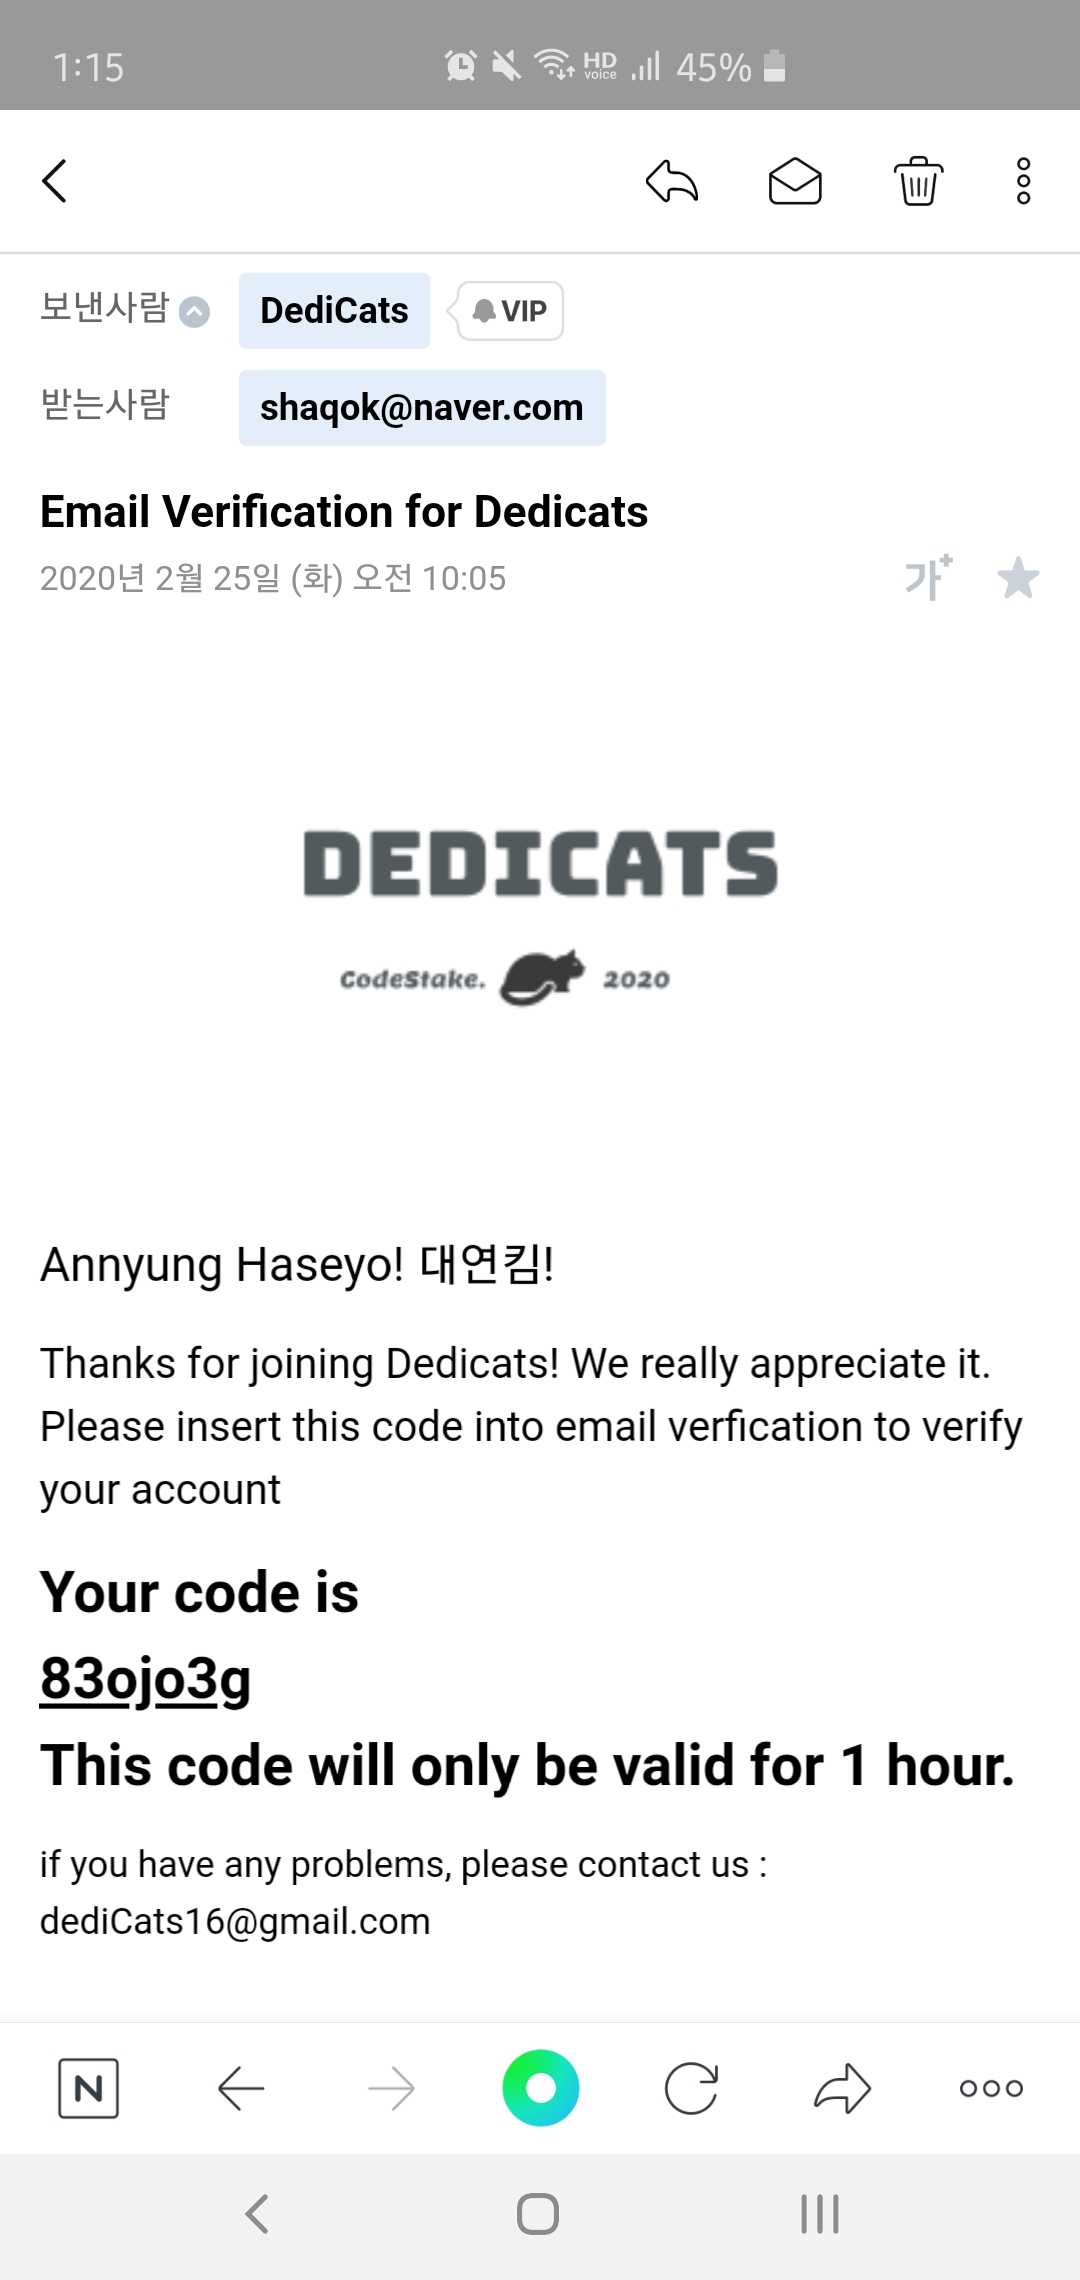 1:15 HD voice 45%
보낸사람 DediCats VIP
받는사람 shaqok@naver.com
Email Verification for Dedicats
2020년 2월 25일 (화) 오전 10:05 가+
DEDICATS
CodeStake. 2020
Annyung Haseyo! 대연킴!
Thanks for joining Dedicats! We really appreciate it.
Please insert this code into email verfication to verify
your account
Your code is
83ojo3g
This code will only be valid for 1 hour.
if you have any problems, please contact us :
dediCats16@gmail.com
N